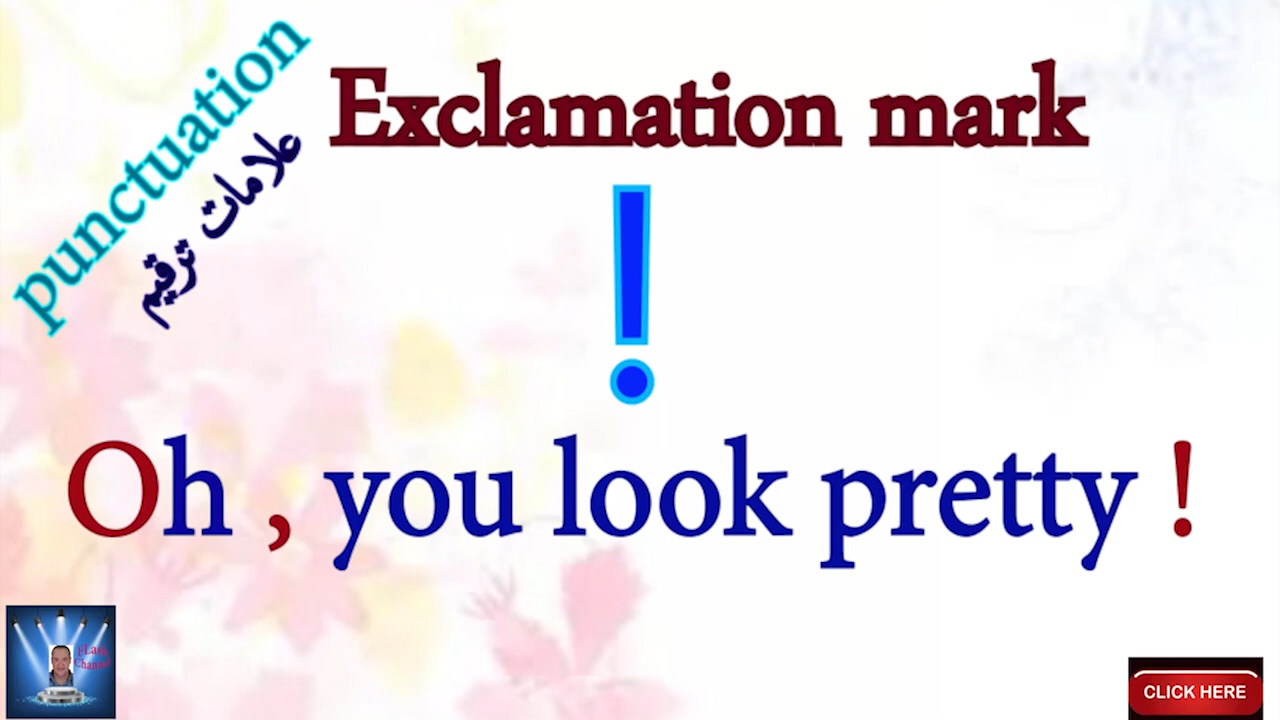 punctuation
علامات ترقيم
Exclamation mark
!
Oh , you look pretty !
CLICK HERE